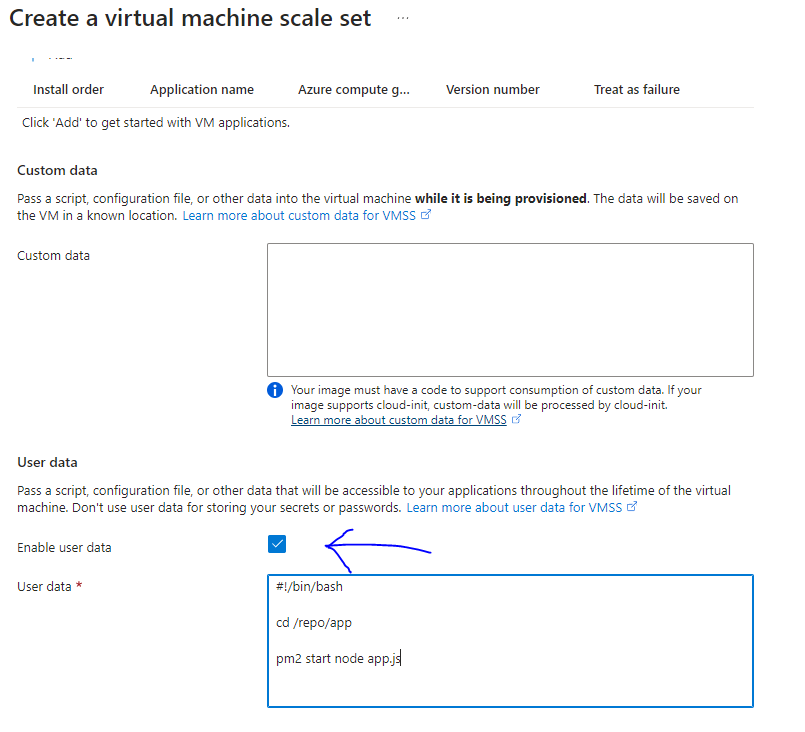 Create a virtual machine scale set ...
Install order Application name Azure compute g... Version number Treat as failure
Click 'Add' to get started with VM applications.
Custom data
Pass a script, configuration file, or other data into the virtual machine while it is being provisioned. The data will be saved on
the VM in a known location. Learn more about custom data for VMSS
Custom data
Your image must have a code to support consumption of custom data. If your
image supports cloud-init, custom-data will be processed by cloud-init.
Learn more about custom data for VMSS
User data
Pass a script, configuration file, or other data that will be accessible to your applications throughout the lifetime of the virtual
machine. Don't use user data for storing your secrets or passwords. Learn more about user data for VMSS
Enable user data
User data *
#!/bin/bash
cd /repo/app
pm2 start node app.js